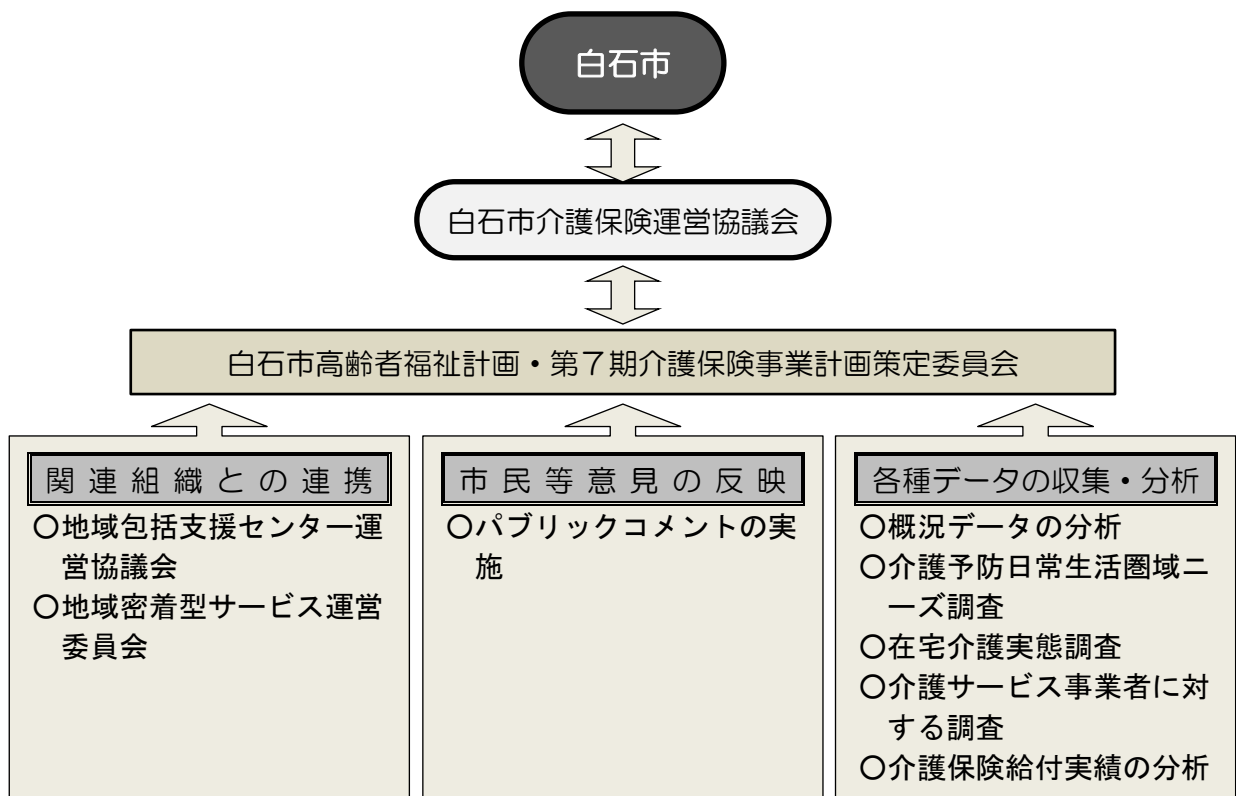 白石市
白石市介護保険運営協議会
白石市高齢者福祉計画・第７期介護保険事業計画策定委員会
関連組織との連携
〇地域包括支援センター運
営協議会
〇地域密着型サービス運営
委員会
市民等意見の反映
〇パブリックコメントの実
施
各種データの収集・分析
〇概況データの分析
〇介護予防日常生活圏域ニ
ーズ調査
〇在宅介護実態調査
〇介護サービス事業者に対
する調査
〇介護保険給付実績の分析